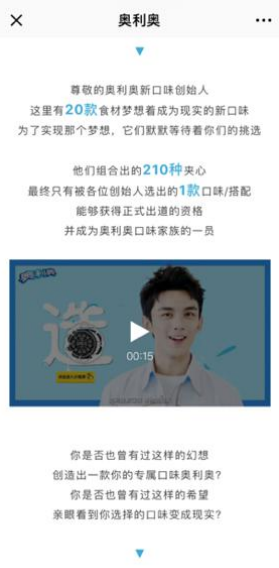 奥利奥
尊敬的奥利奥新口味创始人
这里有20款食材梦想着成为现实的新口味
为了实现那个梦想，它们默默等待着你们的挑选
他们组合出的210种夹心
最终只有被各位创始人选出的1款口味/搭配
能够获得正式出道的资格
并成为奥利奥口味家族的一员
造
00:15
你是否也曾有过这样的幻想
创造出一款你的专属口味奥利奥？
你是否也曾有过这样的希望
亲眼看到你选择的口味变成现实？